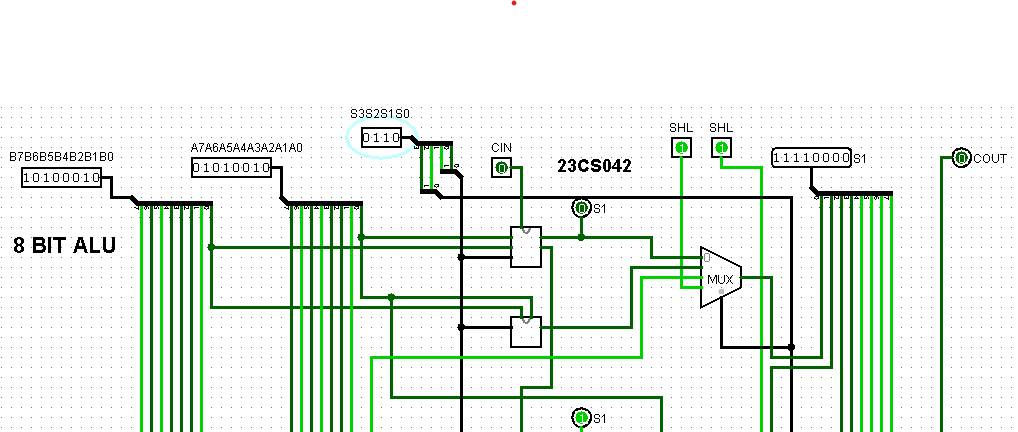 S3S2S1S0
0110
SHL
SHL
CIN
0
1
1
B7B6B5B4B2B1B0
10100010
A7A6A5A4A3A2A1A0
01010010
23CS042
11110000
S1
0
COUT
0
S1
8 BIT ALU
0
MUX
1
S1